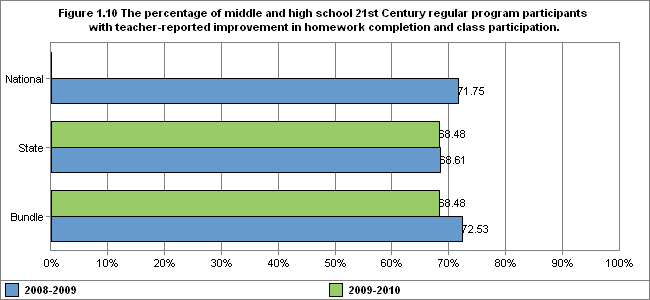 Figure 1.10 The percentage of middle and high school 21st Century regular program participants
with teacher-reported improvement in homework completion and class participation.
National
71.75
State
68.48
68.61
Bundle
68.48
72.53
0% 10% 20% 30% 40% 50% 60% 70% 80% 90% 100%
2008-2009 2009-2010